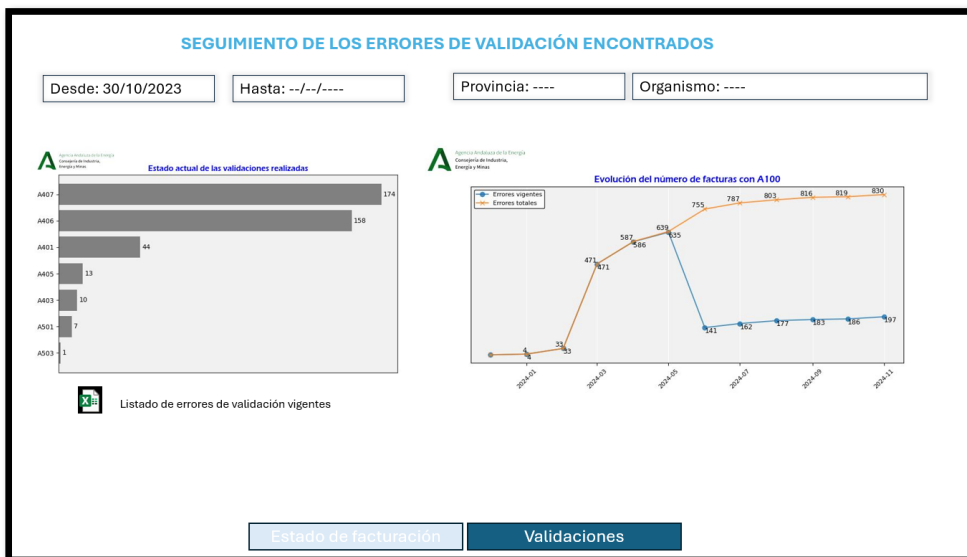 SEGUIMIENTO DE LOS ERRORES DE VALIDACIÓN ENCONTRADOS
Desde: 30/10/2023
Hasta: --/--/----
Provincia: ----
Organismo: ----
Agencia Andaluza de la Energía
Consejería de Industria,
Energía y Minas
Estado actual de las validaciones realizadas
A407 174
A406 158
A401 44
A405 13
A403 10
A501 7
A503 1
Listado de errores de validación vigentes
Agencia Andaluza de la Energía
Consejería de Industria,
Energía y Minas
Evolución del número de facturas con A100
Errores vigentes
Errores totales
4 33 471 587 639 755 787 803 816 819 830
4 33 471 586 635 141 162 177 183 186 197
2024-01 2024-03 2024-05 2024-07 2024-09 2024-11
Estado de facturación
Validaciones